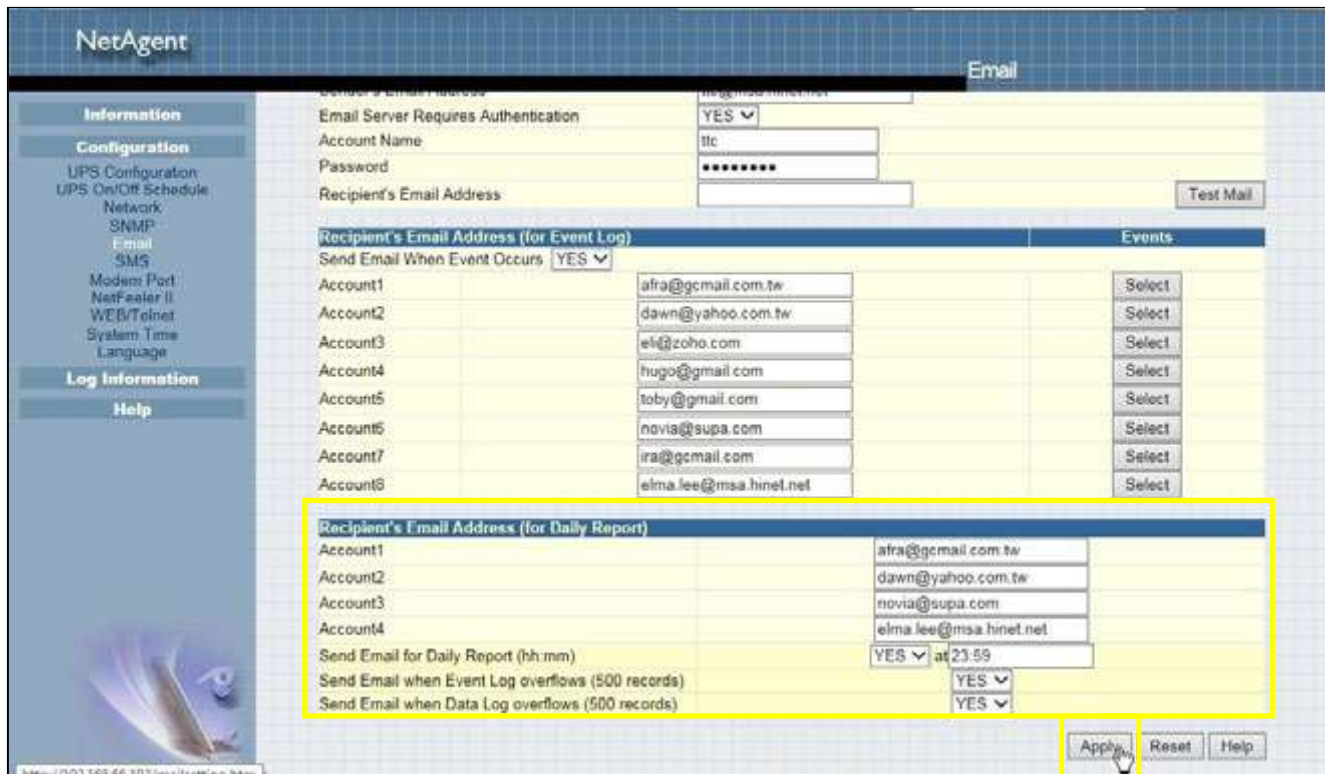 NetAgent
Email
Information
Configuration
UPS Configuration
UPS On/Off Schedule
Network
SNMP
Email
SMS
Modem Port
NetFeeler II
WEB/Telnet
System Time
Language
Log Information
Help
Sender's Email Address
Email Server Requires Authentication YES
Account Name ttc
Password ••••••••
Recipient's Email Address Test Mail
Recipient's Email Address (for Event Log) Events
Send Email When Event Occurs YES
Account1 afra@gcmail.com.tw Select
Account2 dawn@yahoo.com.tw Select
Account3 eli@zoho.com Select
Account4 hugo@gmail.com Select
Account5 toby@gmail.com Select
Account6 novia@supa.com Select
Account7 ira@gcmail.com Select
Account8 elma.lee@msa.hinet.net Select
Recipient's Email Address (for Daily Report)
Account1 afra@gcmail.com.tw
Account2 dawn@yahoo.com.tw
Account3 novia@supa.com
Account4 elma.lee@msa.hinet.net
Send Email for Daily Report (hh:mm) YES at 23:59
Send Email when Event Log overflows (500 records) YES
Send Email when Data Log overflows (500 records) YES
Apply Reset Help